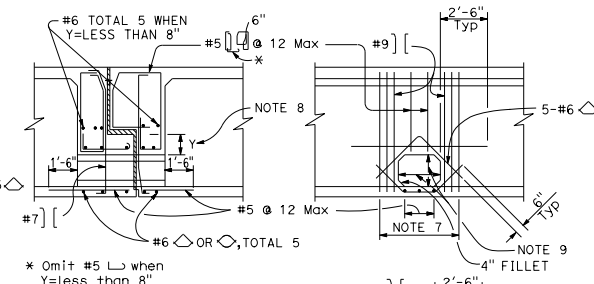 #6 TOTAL 5 WHEN
Y=LESS THAN 8"
6"
#5 @ 12 Max
*
#9
2'-6"
Typ
NOTE 8
Y
5-#6
1'-6"
1'-6"
#7
#5 @ 12 Max
#6 OR , TOTAL 5
NOTE 7
6"
Typ
NOTE 9
4" FILLET
* Omit #5 when
Y=less than 8"
2'-6"